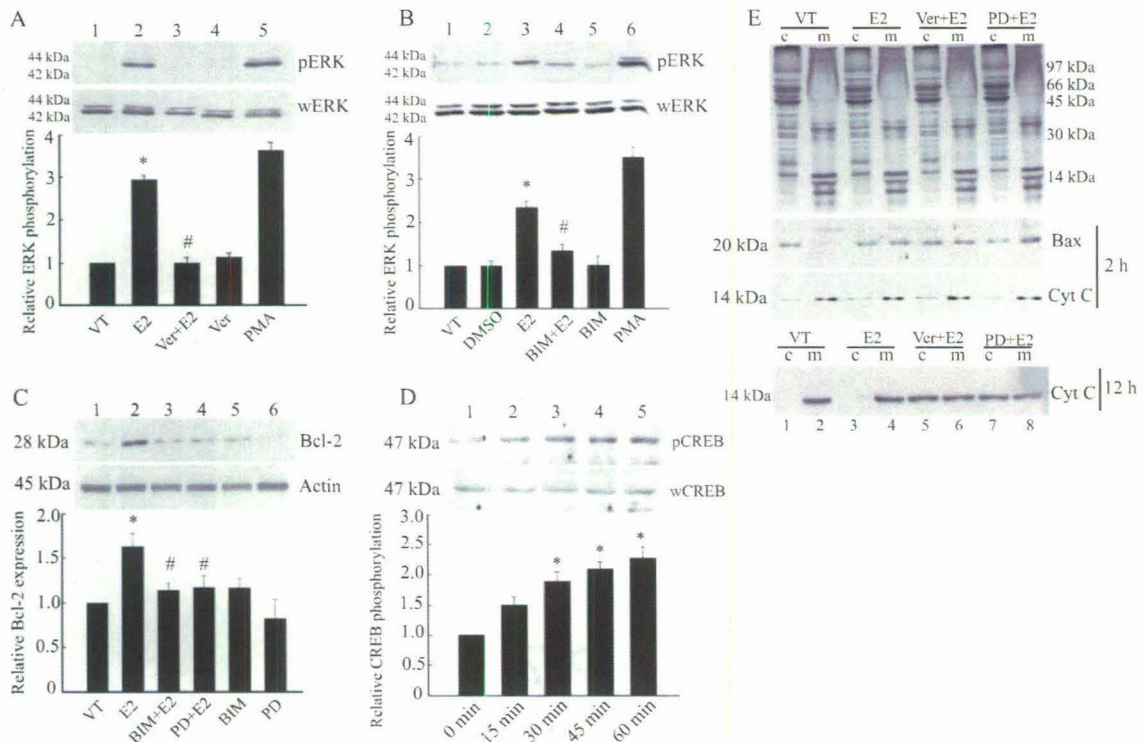 A
1 2 3 4 5
44 kDa
42 kDa
pERK
44 kDa
42 kDa
wERK
Relative ERK phosphorylation
4
3
2
1
0
*
#
VT E2 Ver+E2 Ver PMA
B
1 2 3 4 5 6
44 kDa
42 kDa
pERK
44 kDa
42 kDa
wERK
Relative ERK phosphorylation
4
3
2
1
0
*
#
VT DMSO E2 BIM+E2 BIM PMA
C
1 2 3 4 5 6
28 kDa Bcl-2
45 kDa Actin
Relative Bcl-2 expression
2.0
1.5
1.0
0.5
0
*
# #
VT E2 BIM+E2 PD+E2 BIM PD
D
1 2 3 4 5
47 kDa pCREB
47 kDa wCREB
Relative CREB phosphorylation
3.0
2.5
2.0
1.5
1.0
0.5
0
* * *
0 min 15 min 30 min 45 min 60 min
E
VT E2 Ver+E2 PD+E2
c m c m c m c m
97 kDa
66 kDa
45 kDa
30 kDa
14 kDa
20 kDa Bax
2 h
14 kDa Cyt C
VT E2 Ver+E2 PD+E2
c m c m c m c m
14 kDa Cyt C 12 h
1 2 3 4 5 6 7 8